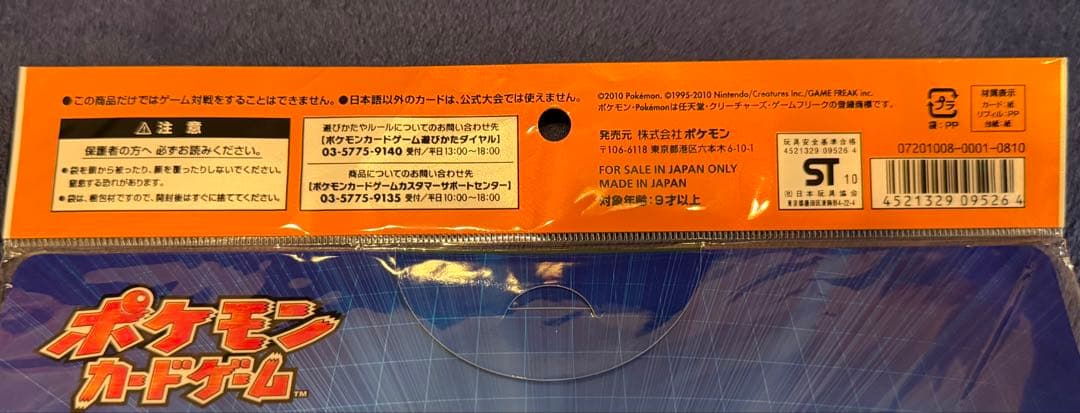 ●この商品だけではゲーム対戦をすることはできません。●日本語以外のカードは、公式大会では使えません。
⚠注意
保護者の方へ 必ずお読みください。
●袋を頭から被ったり、顔を覆ったりしないでください。
窒息する恐れがあります。
●袋は、梱包材ですので、開封後はすぐに捨ててください。
遊びかたやルールについてのお問い合わせ先
【ポケモンカードゲーム遊びかたダイヤル】
03-5775-9140 受付/平日13:00~18:00
商品についてのお問い合わせ先
【ポケモンカードゲームカスタマーサポートセンター】
03-5775-9135 受付/平日10:00~18:00
©2010 Pokémon. ©1995-2010 Nintendo/Creatures Inc./GAME FREAK inc.
ポケモン・Pokémonは任天堂・クリーチャーズ・ゲームフリークの登録商標です。
発売元 株式会社 ポケモン
〒106-6118 東京都港区六本木6-10-1
FOR SALE IN JAPAN ONLY
MADE IN JAPAN
対象年齢:9才以上
玩具安全基準合格
4521329 09526 4
ST 10
(社)日本玩具協会
東京都墨田区東駒形4-22-4
プラ
袋:PP
材質表示
カード:紙
リフィル:PP
台紙:紙
07201008-0001-0810
4521329 09526 4
ポケモン
カードゲーム™